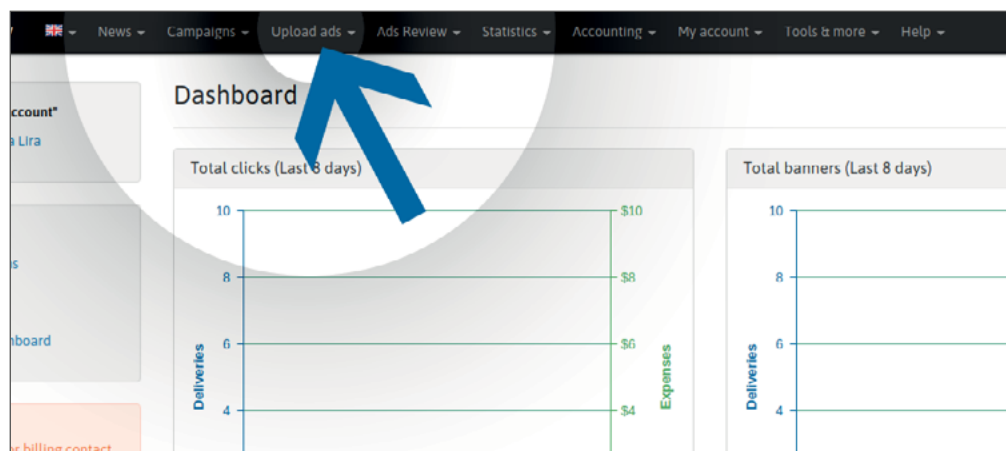 News Campaigns Upload ads Ads Review Statistics Accounting My account Tools & more Help
ccount"
a Lira
Dashboard
Total clicks (Last 8 days)
Total banners (Last 8 days)
10
$10
10
8
$8
8
6
$6
6
4
$4
4
Deliveries
Expenses
Deliveries
ns
hboard
or billing contact